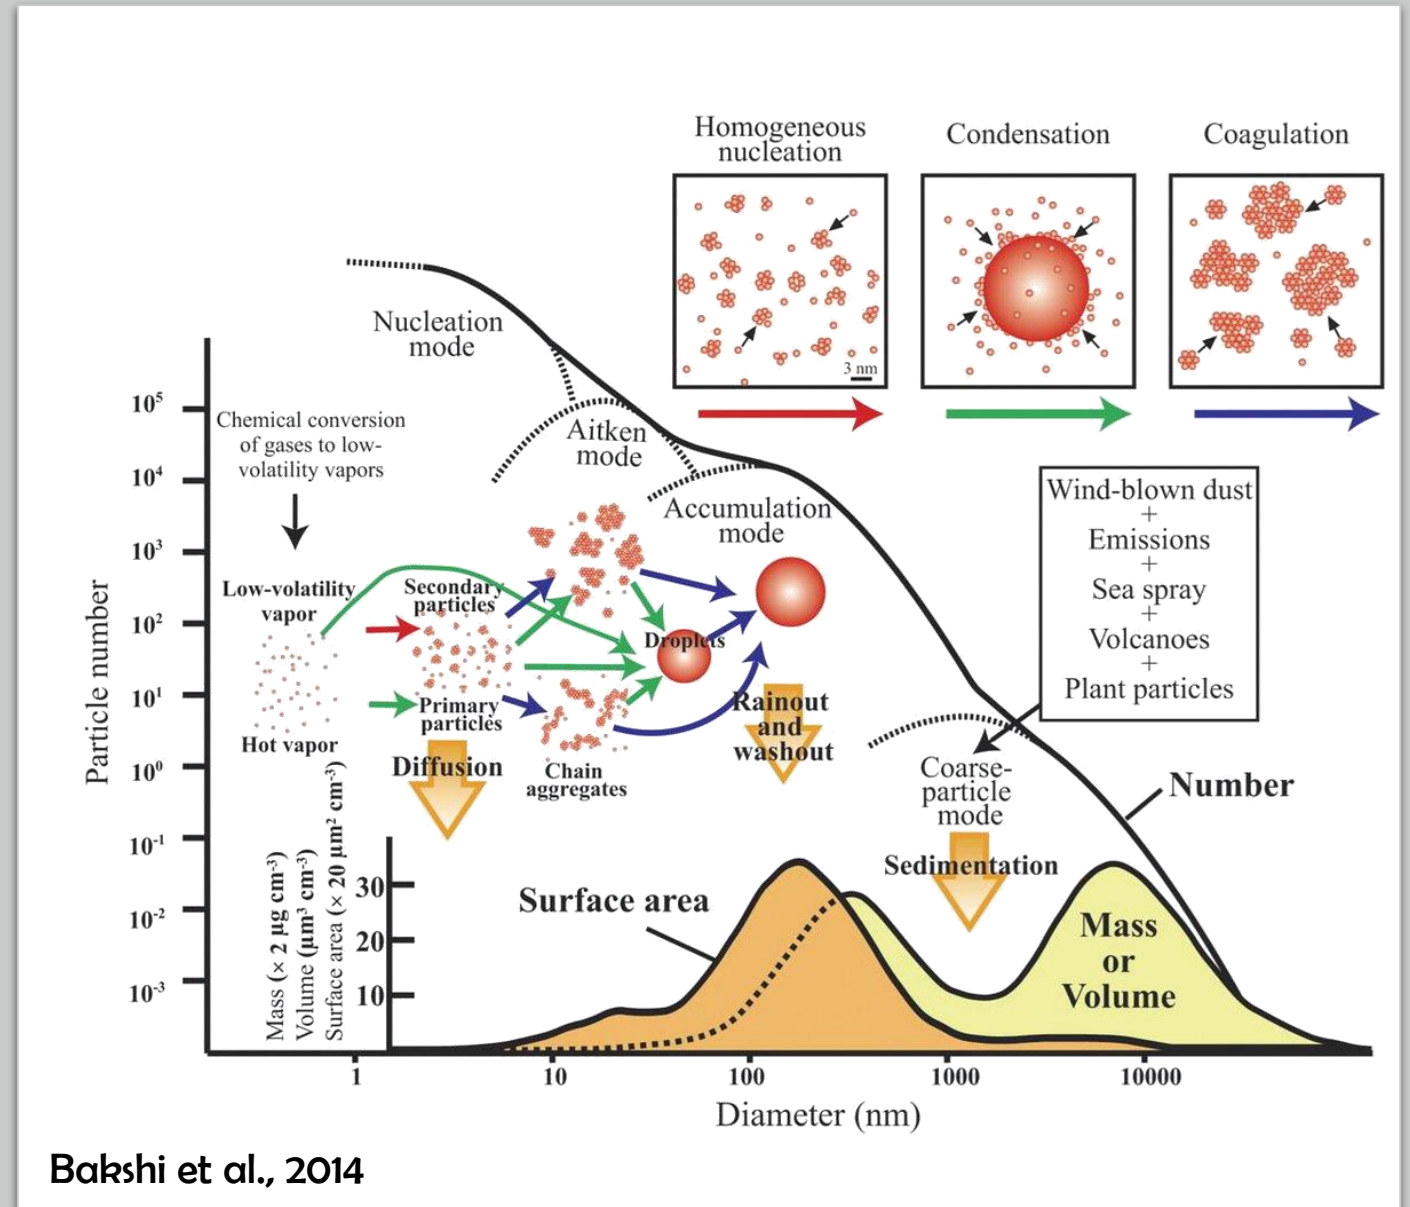 Homogeneous
nucleation
Condensation
Coagulation
3 nm
Nucleation
mode
Aitken
mode
Accumulation
mode
Chemical conversion
of gases to low-
volatility vapors
Low-volatility
vapor
Hot vapor
Secondary
particles
Primary
particles
Diffusion
Chain
aggregates
Droplets
Rainout
and
washout
Wind-blown dust
+
Emissions
+
Sea spray
+
Volcanoes
+
Plant particles
Coarse-
particle
mode
Sedimentation
Number
Surface area
Mass
or
Volume
Particle number
10⁵
10⁴
10³
10²
10¹
10⁰
10⁻¹
10⁻²
10⁻³
Mass (× 2 µg cm⁻³)
Volume (µm³ cm⁻³)
Surface area (× 20 µm² cm⁻³)
30
20
10
1
10
100
1000
10000
Diameter (nm)
Bakshi et al., 2014